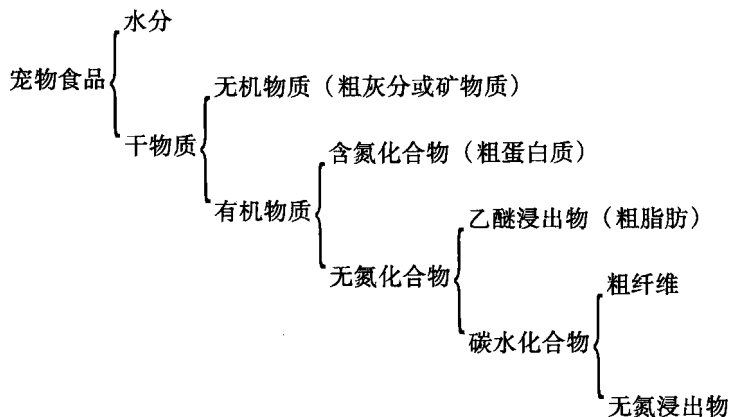 水分
宠物食品
无机物质（粗灰分或矿物质）
干物质
含氮化合物（粗蛋白质）
有机物质
乙醚浸出物（粗脂肪）
无氮化合物
粗纤维
碳水化合物
无氮浸出物